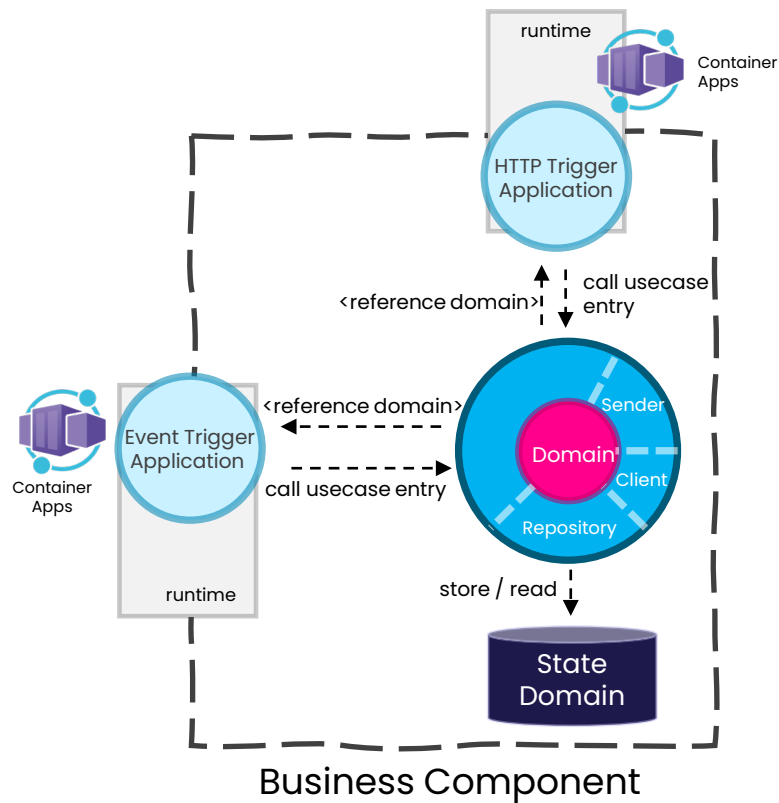 runtime
Container
Apps
HTTP Trigger
Application
<reference domain>
call usecase
entry
<reference domain>
Sender
Event Trigger
Application
Domain
Client
Container
Apps
call usecase entry
Repository
runtime
store / read
State
Domain
Business Component